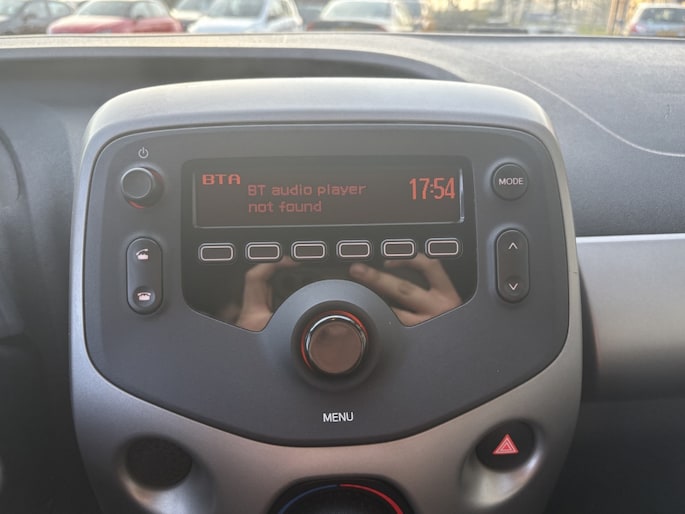 BTA
BT audio player
not found
17:54
MODE
MENU